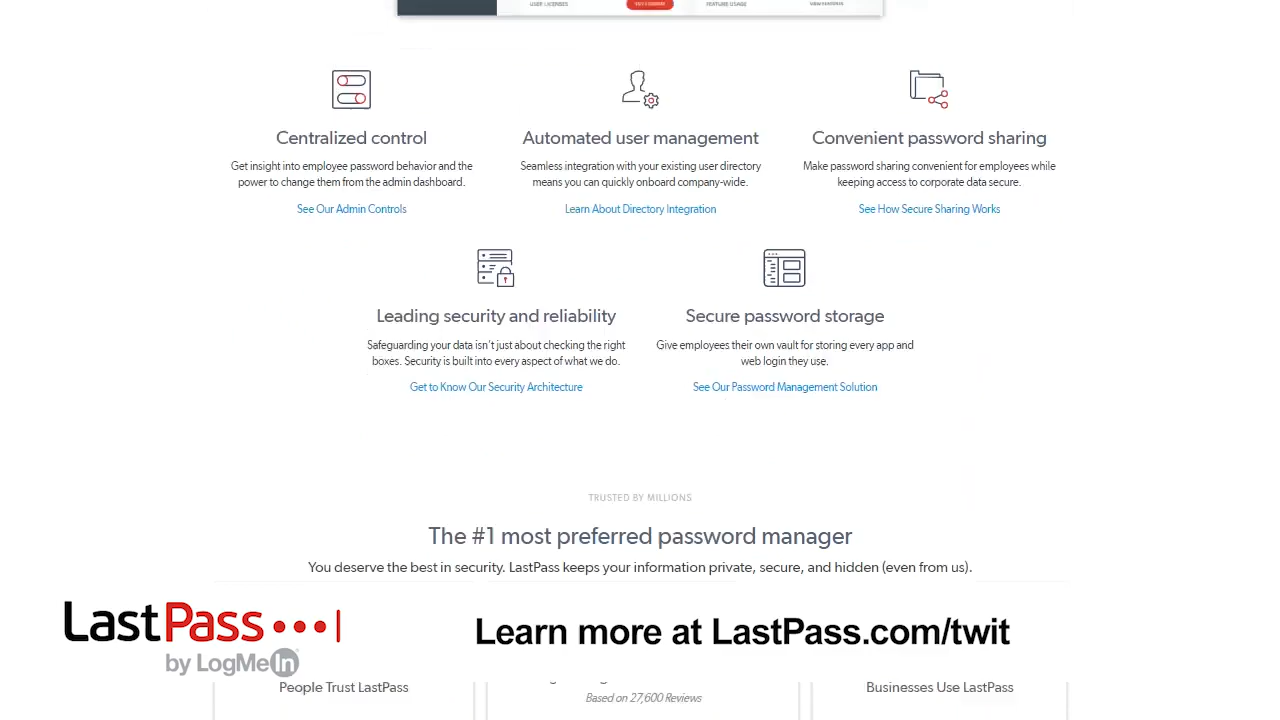 USER LICENSES
FEATURE USAGE
Centralized control
Automated user management
Convenient password sharing
Get insight into employee password behavior and the
power to change them from the admin dashboard.
Seamless integration with your existing user directory
means you can quickly onboard company-wide.
Make password sharing convenient for employees while
keeping access to corporate data secure.
See Our Admin Controls
Learn About Directory Integration
See How Secure Sharing Works
Leading security and reliability
Secure password storage
Safeguarding your data isn't just about checking the right
boxes. Security is built into every aspect of what we do.
Give employees their own vault for storing every app and
web login they use.
Get to Know Our Security Architecture
See Our Password Management Solution
TRUSTED BY MILLIONS
The #1 most preferred password manager
You deserve the best in security. LastPass keeps your information private, secure, and hidden (even from us).
LastPass
by LogMeIn
Learn more at LastPass.com/twit
People Trust LastPass
Based on 27,600 Reviews
Businesses Use LastPass